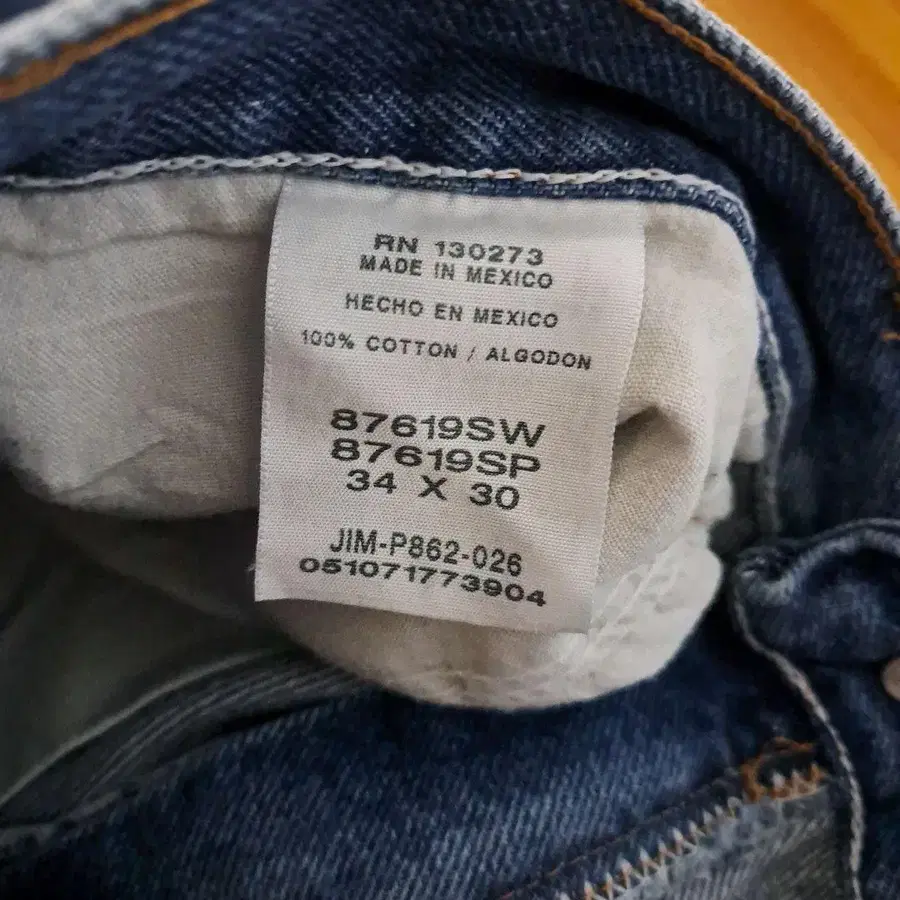 RN 130273
MADE IN MEXICO
HECHO EN MEXICO
100% COTTON / ALGODON
87619SW
87619SP
34 X 30
JIM-P862-026
051071773904